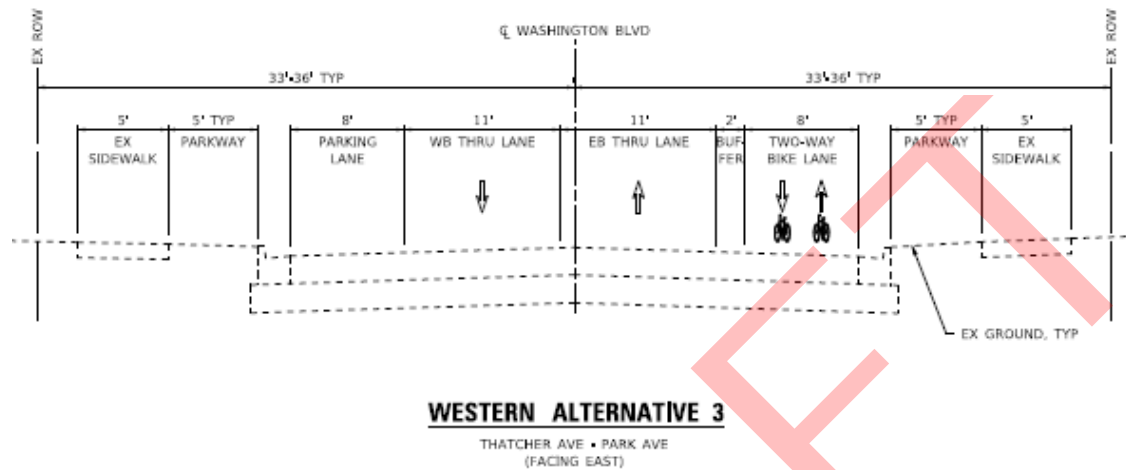 EX ROW
℄ WASHINGTON BLVD
EX ROW
33'-36' TYP
33'-36' TYP
5'
5' TYP
8'
11'
11'
2'
8'
5' TYP
5'
EX
SIDEWALK
PARKWAY
PARKING
LANE
WB THRU LANE
EB THRU LANE
BUF-
FER
TWO-WAY
BIKE LANE
PARKWAY
EX
SIDEWALK
EX GROUND, TYP
WESTERN ALTERNATIVE 3
THATCHER AVE - PARK AVE
(FACING EAST)